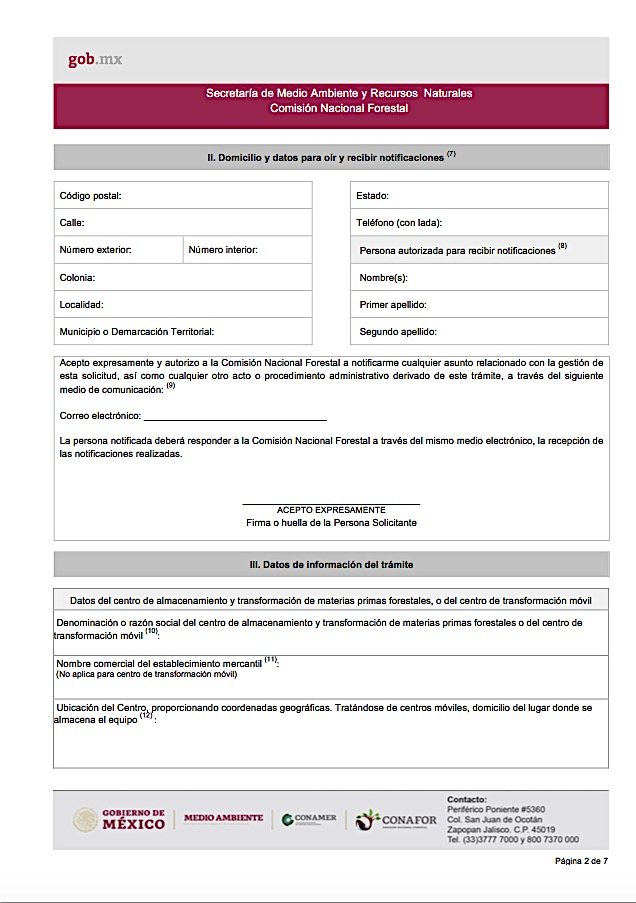 gob.mx
Secretaría de Medio Ambiente y Recursos Naturales
Comisión Nacional Forestal
II. Domicilio y datos para oír y recibir notificaciones (7)
Código postal:
Calle:
Número exterior: Número interior:
Colonia:
Localidad:
Municipio o Demarcación Territorial:
Estado:
Teléfono (con lada):
Persona autorizada para recibir notificaciones (8)
Nombre(s):
Primer apellido:
Segundo apellido:
Acepto expresamente y autorizo a la Comisión Nacional Forestal a notificarme cualquier asunto relacionado con la gestión de
esta solicitud, así como cualquier otro acto o procedimiento administrativo derivado de este trámite, a través del siguiente
medio de comunicación: (9)
Correo electrónico: ___________________________________
La persona notificada deberá responder a la Comisión Nacional Forestal a través del mismo medio electrónico, la recepción de
las notificaciones realizadas.
ACEPTO EXPRESAMENTE
Firma o huella de la Persona Solicitante
III. Datos de información del trámite
Datos del centro de almacenamiento y transformación de materias primas forestales, o del centro de transformación móvil
Denominación o razón social del centro de almacenamiento y transformación de materias primas forestales o del centro de
transformación móvil (10):
Nombre comercial del establecimiento mercantil (11):
(No aplica para centro de transformación móvil)
Ubicación del Centro, proporcionando coordenadas geográficas. Tratándose de centros móviles, domicilio del lugar donde se
almacena el equipo (12) :
GOBIERNO DE
MÉXICO
MEDIO AMBIENTE
CONAMER
CONAFOR
Contacto:
Periférico Poniente #5360
Col. San Juan de Ocotán
Zapopan Jalisco. C.P. 45019
Tel. (33)3777 7000 y 800 7370 000
Página 2 de 7